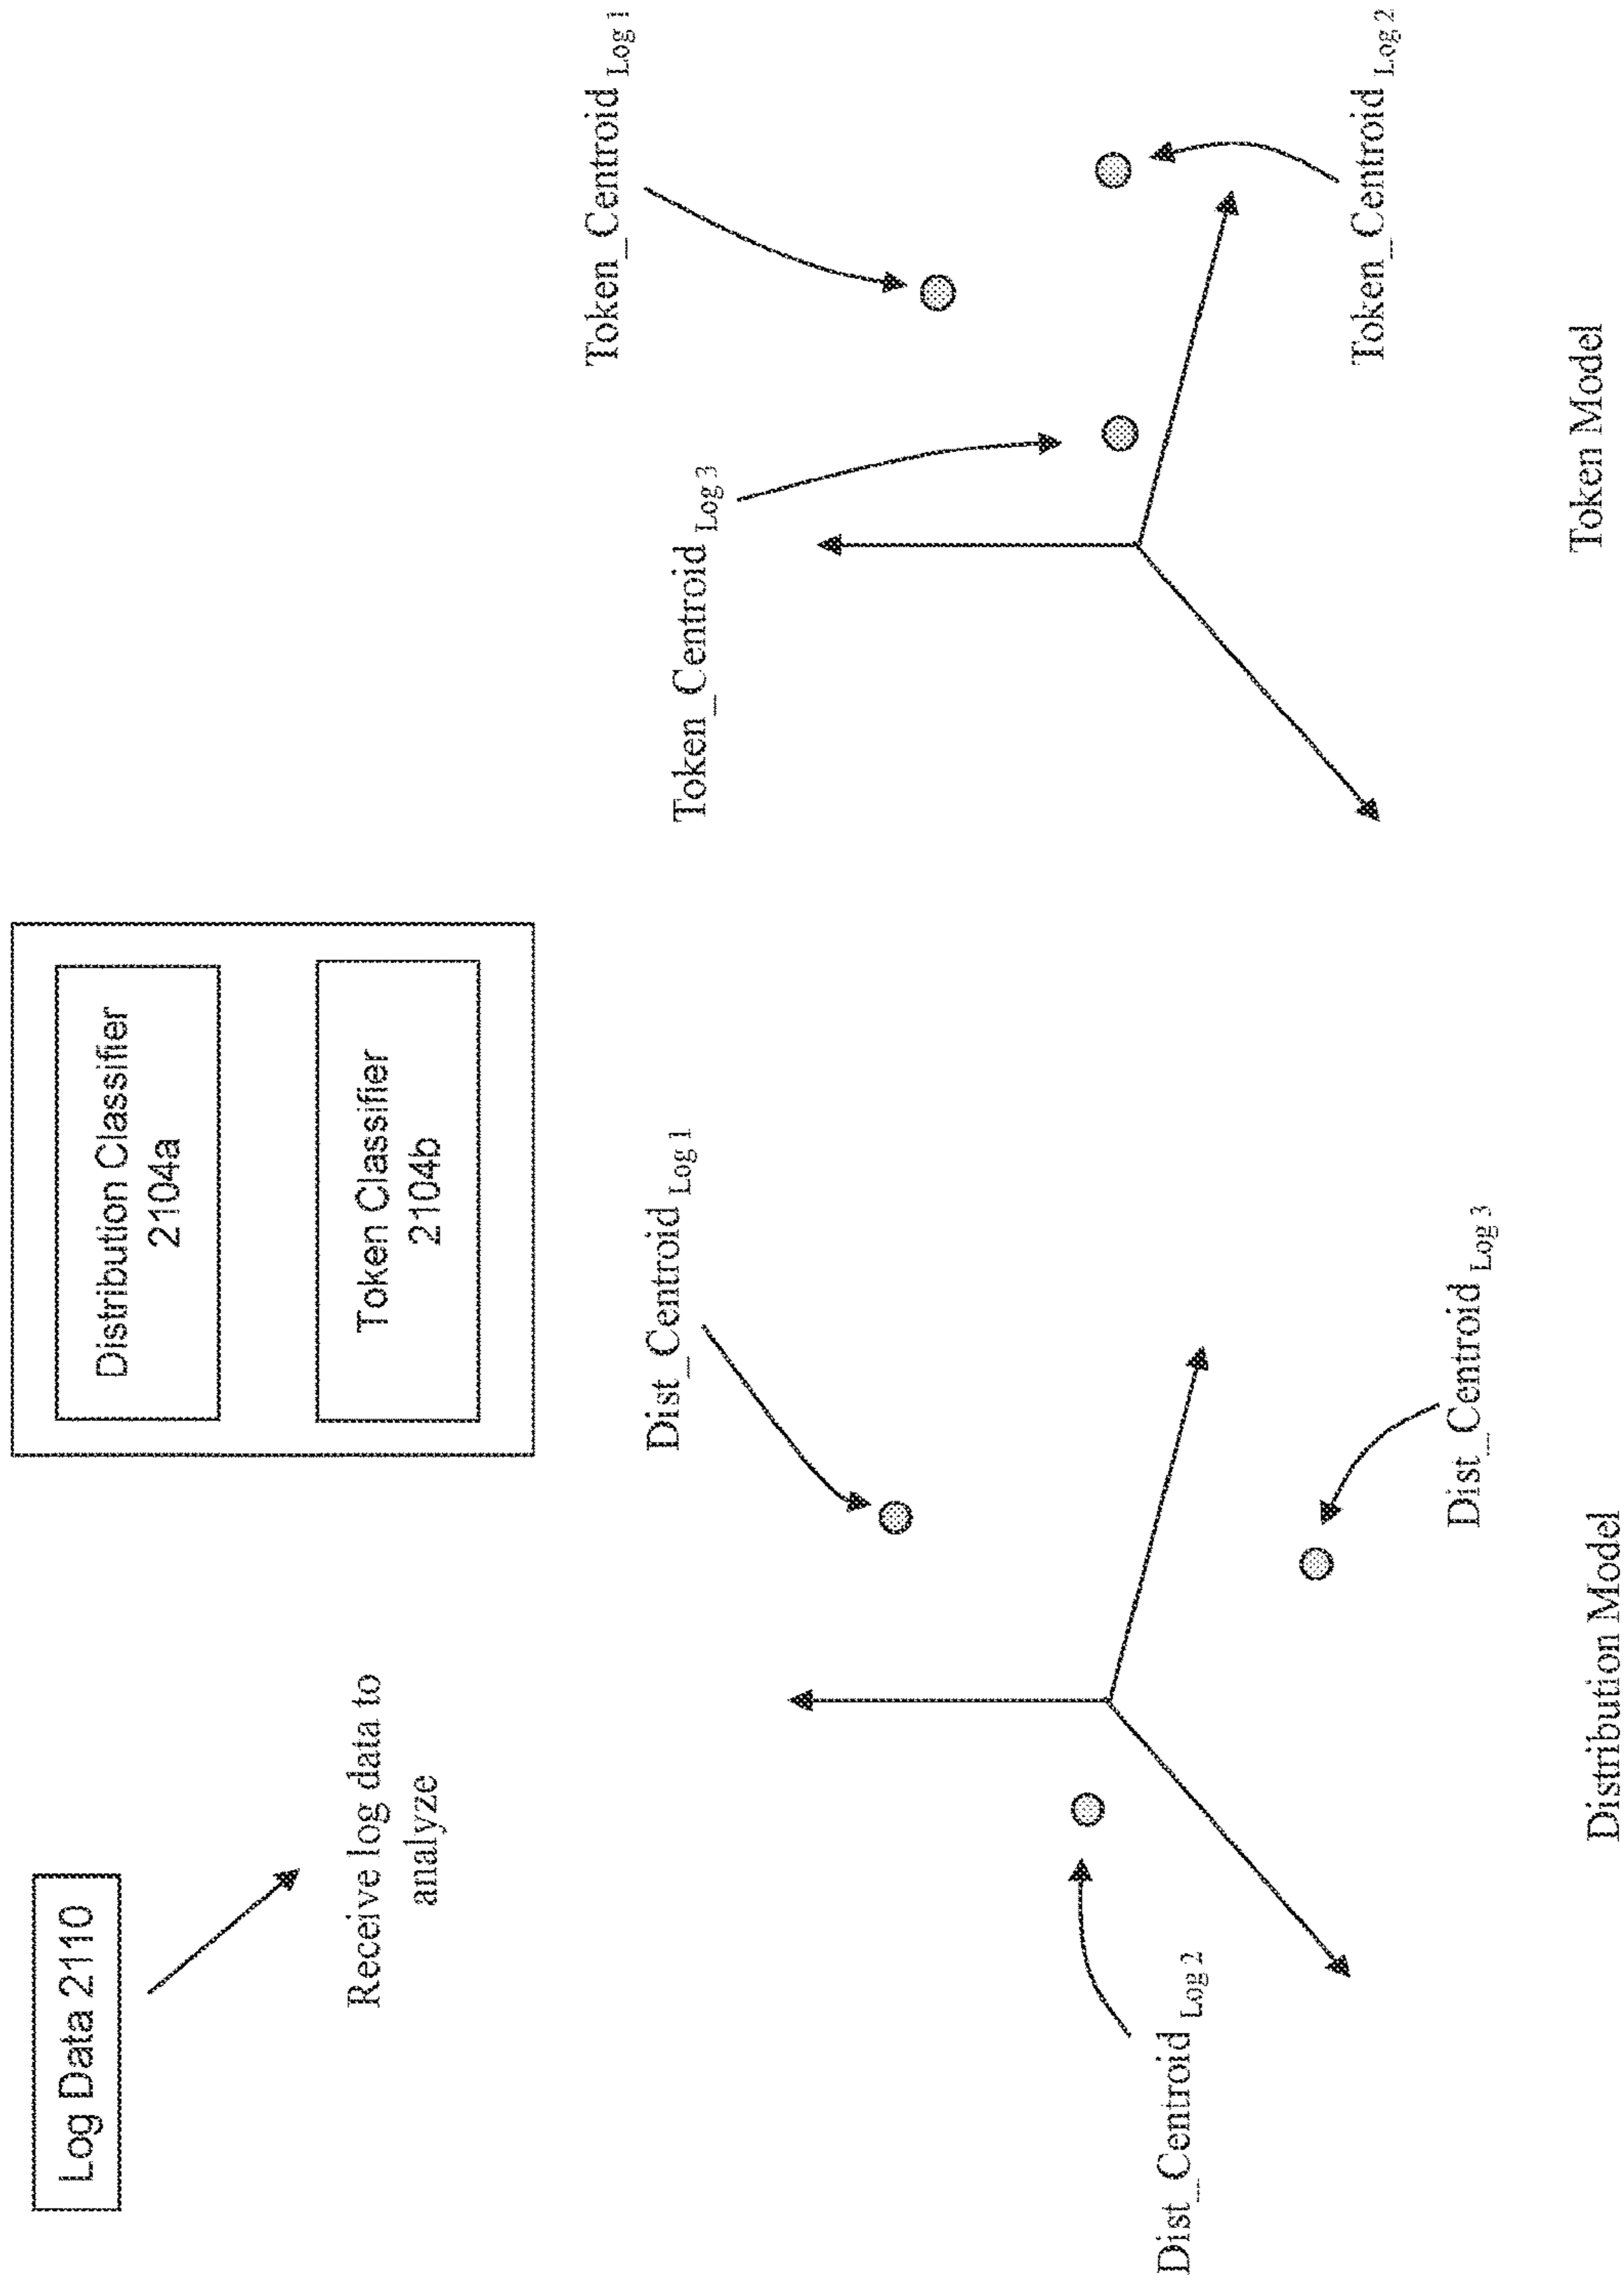 Log Data 2110
Receive log data to
analyze
Distribution Classifier
2104a
Token Classifier
2104b
Dist_Centroid Log 1
Dist_Centroid Log 2
Dist_Centroid Log 3
Distribution Model
Token_Centroid Log 1
Token_Centroid Log 3
Token_Centroid Log 2
Token Model